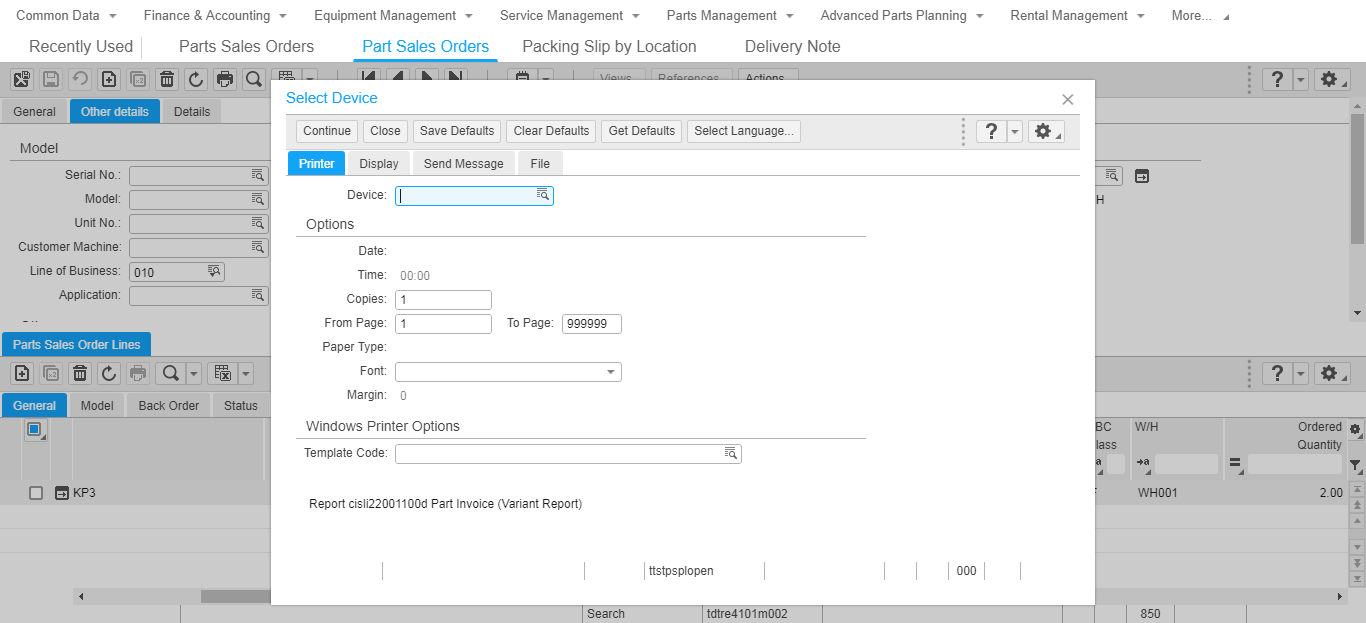 Common Data Finance & Accounting Equipment Management Service Management Parts Management Advanced Parts Planning Rental Management More...
Recently Used Parts Sales Orders Part Sales Orders Packing Slip by Location Delivery Note
Views References Actions
General Other details Details
Model
Serial No.:
Model:
Unit No.:
Customer Machine:
Line of Business: 010
Application:
H
Select Device
Continue Close Save Defaults Clear Defaults Get Defaults Select Language...
Printer Display Send Message File
Device:
Options
Date:
Time: 00:00
Copies: 1
From Page: 1 To Page: 999999
Paper Type:
Font:
Margin: 0
Windows Printer Options
Template Code:
Report cisli22001100d Part Invoice (Variant Report)
ttstpsplopen 000
Parts Sales Order Lines
General Model Back Order Status
BC W/H Ordered
lass Quantity
KP3 WH001 2.00
Search tdtre4101m002 850